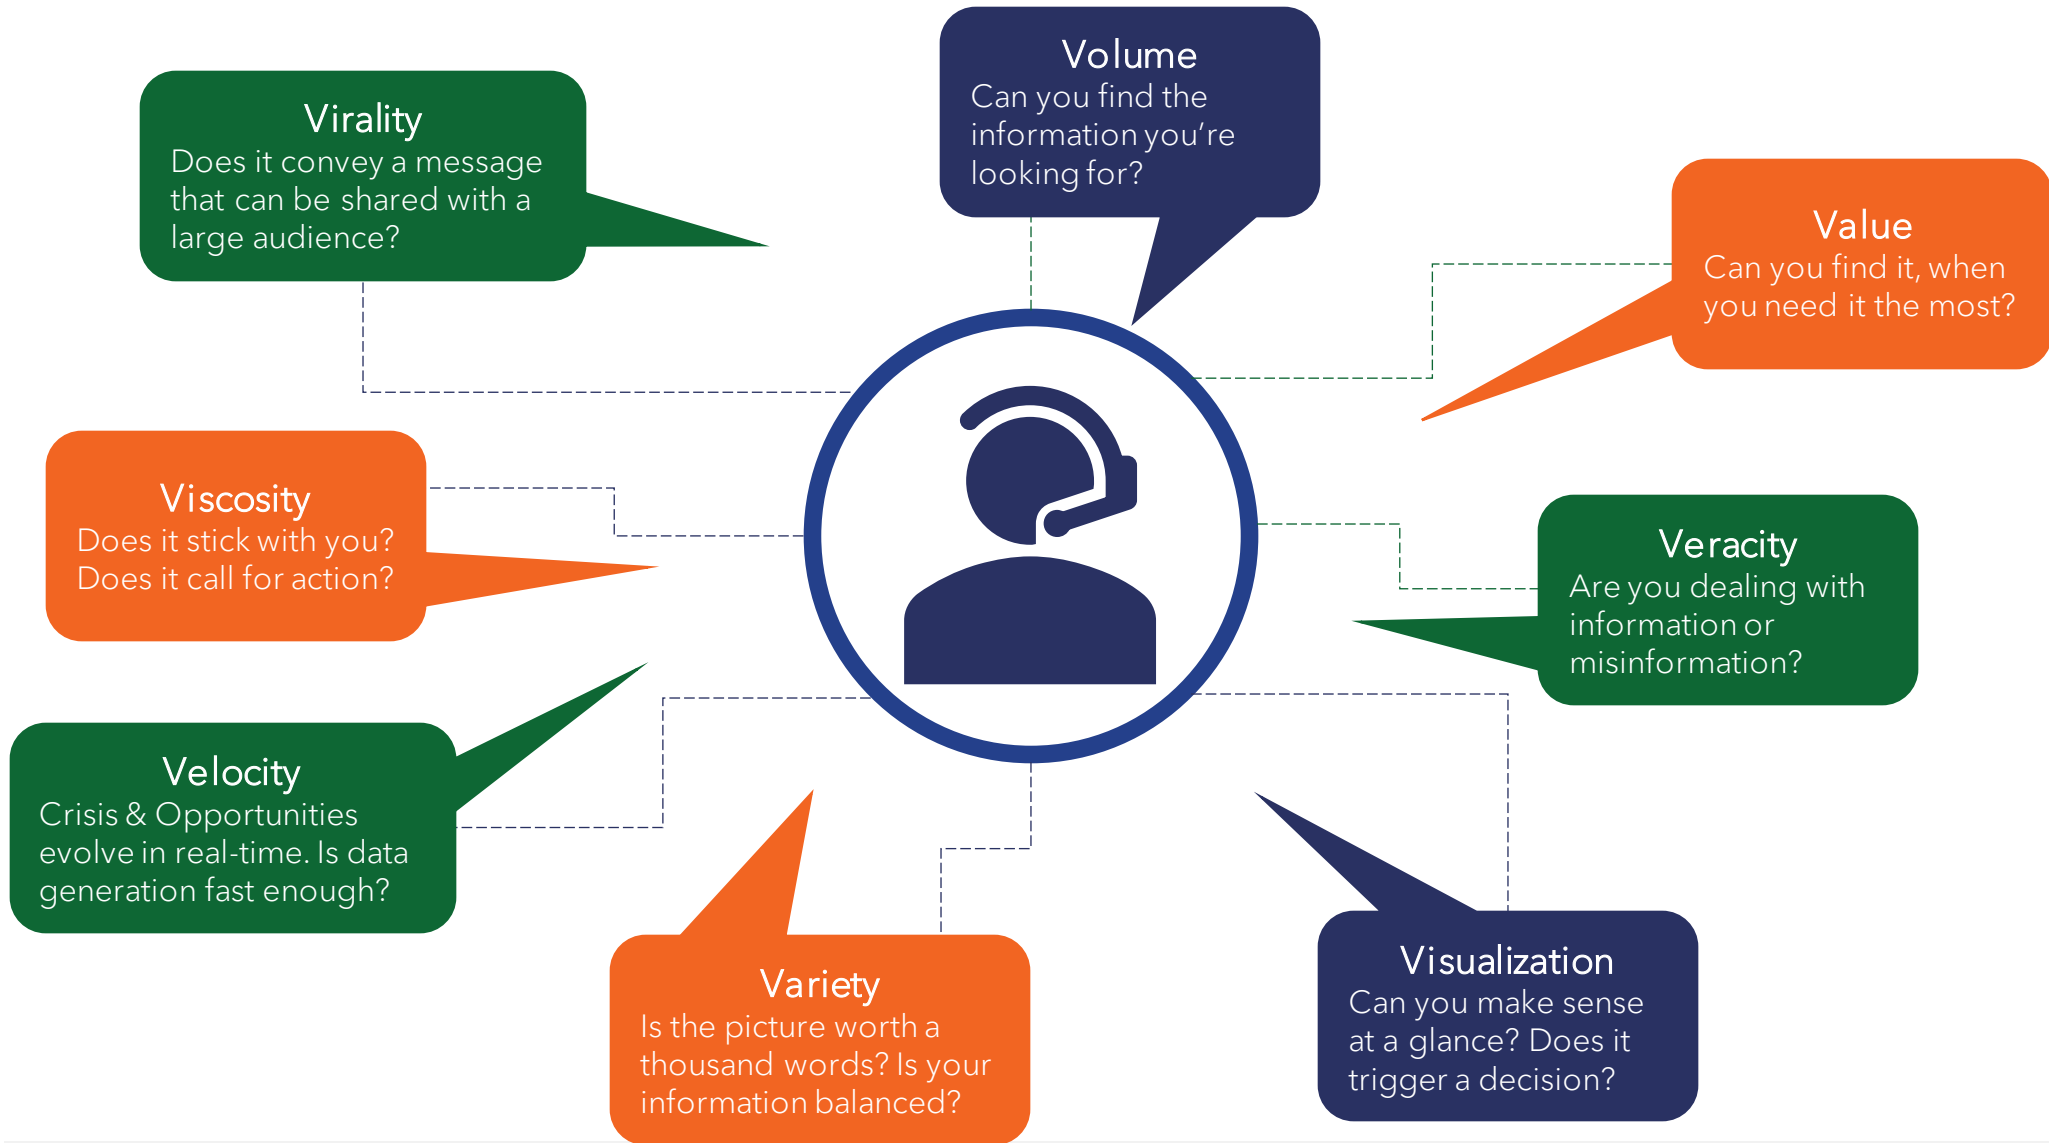 Volume
Can you find the
information you’re
looking for?
Virality
Does it convey a message
that can be shared with a
large audience?
Value
Can you find it, when
you need it the most?
Viscosity
Does it stick with you?
Does it call for action?
Veracity
Are you dealing with
information or
misinformation?
Velocity
Crisis & Opportunities
evolve in real-time. Is data
generation fast enough?
Variety
Is the picture worth a
thousand words? Is your
information balanced?
Visualization
Can you make sense
at a glance? Does it
trigger a decision?